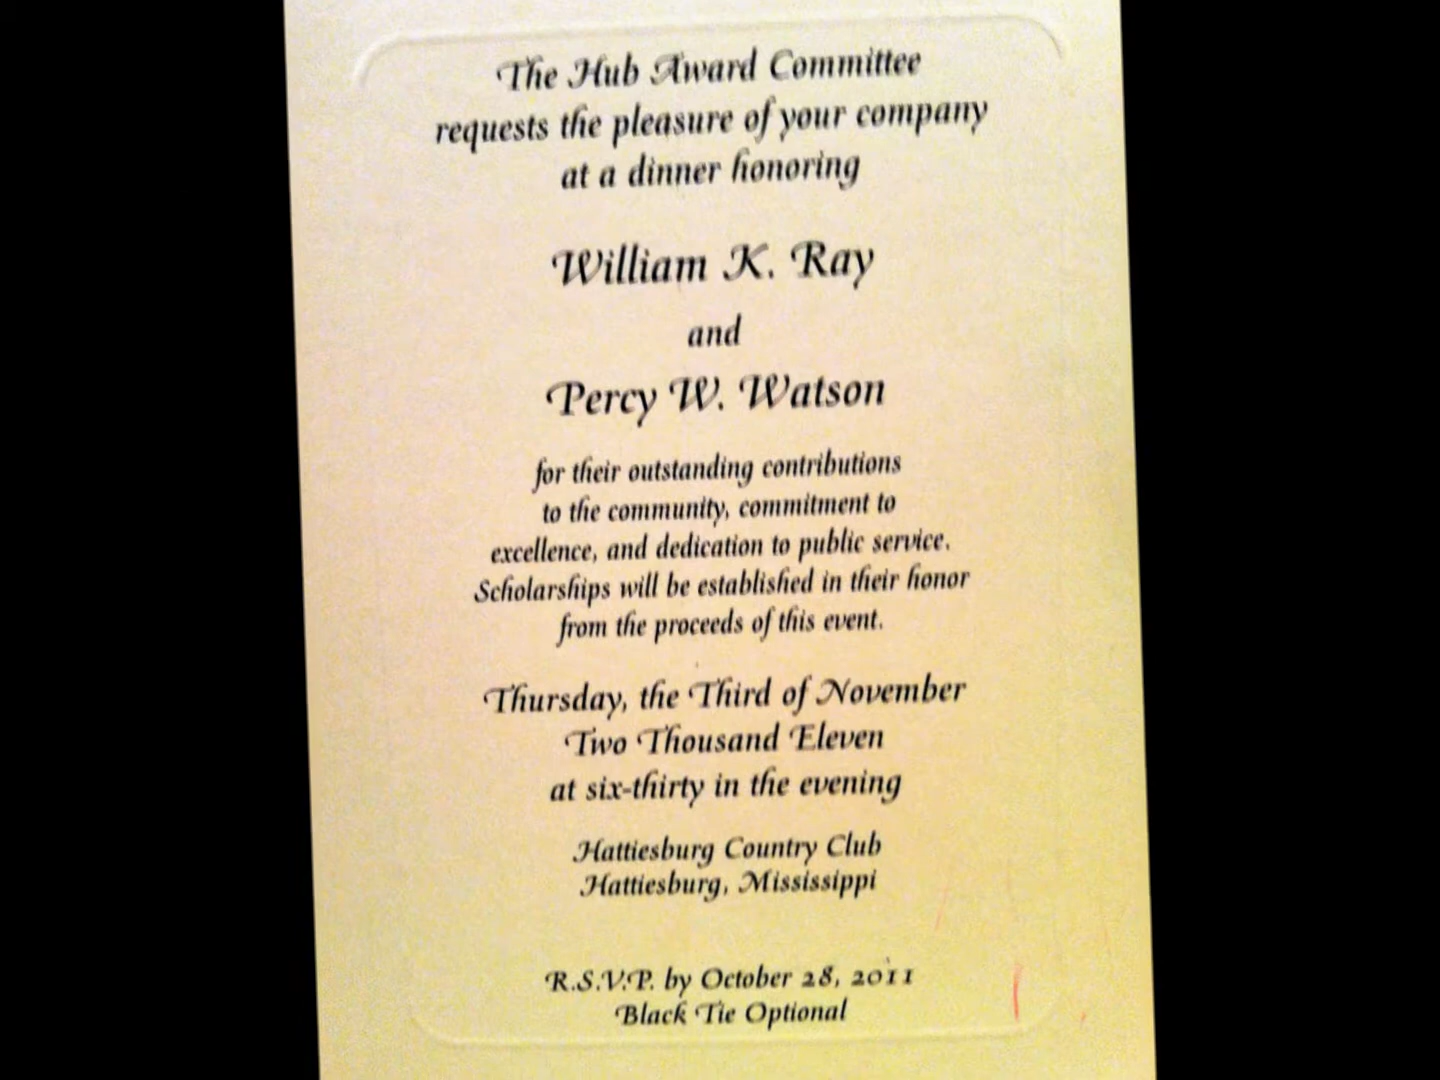 The Hub Award Committee
requests the pleasure of your company
at a dinner honoring
William K. Ray
and
Percy W. Watson
for their outstanding contributions
to the community, commitment to
excellence, and dedication to public service.
Scholarships will be established in their honor
from the proceeds of this event.
Thursday, the Third of November
Two Thousand Eleven
at six-thirty in the evening
Hattiesburg Country Club
Hattiesburg, Mississippi
R.S.V.P. by October 28, 2011
Black Tie Optional